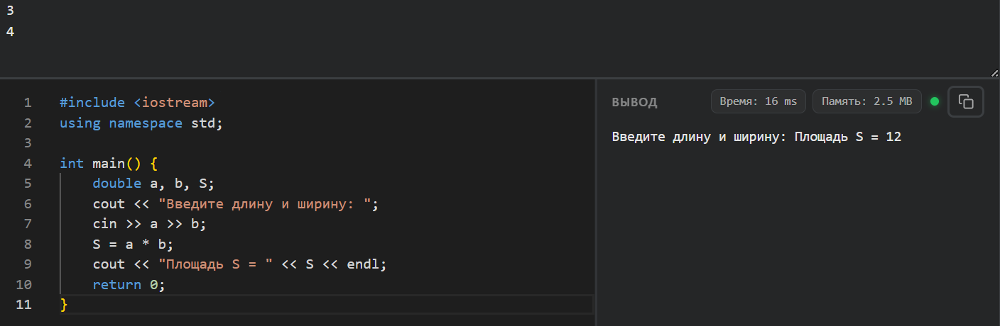 3
4
ВЫВОД Время: 16 ms Память: 2.5 MB
Введите длину и ширину: Площадь S = 12
1 #include <iostream>
2 using namespace std;
3
4 int main() {
5     double a, b, S;
6     cout << "Введите длину и ширину: ";
7     cin >> a >> b;
8     S = a * b;
9     cout << "Площадь S = " << S << endl;
10     return 0;
11 }